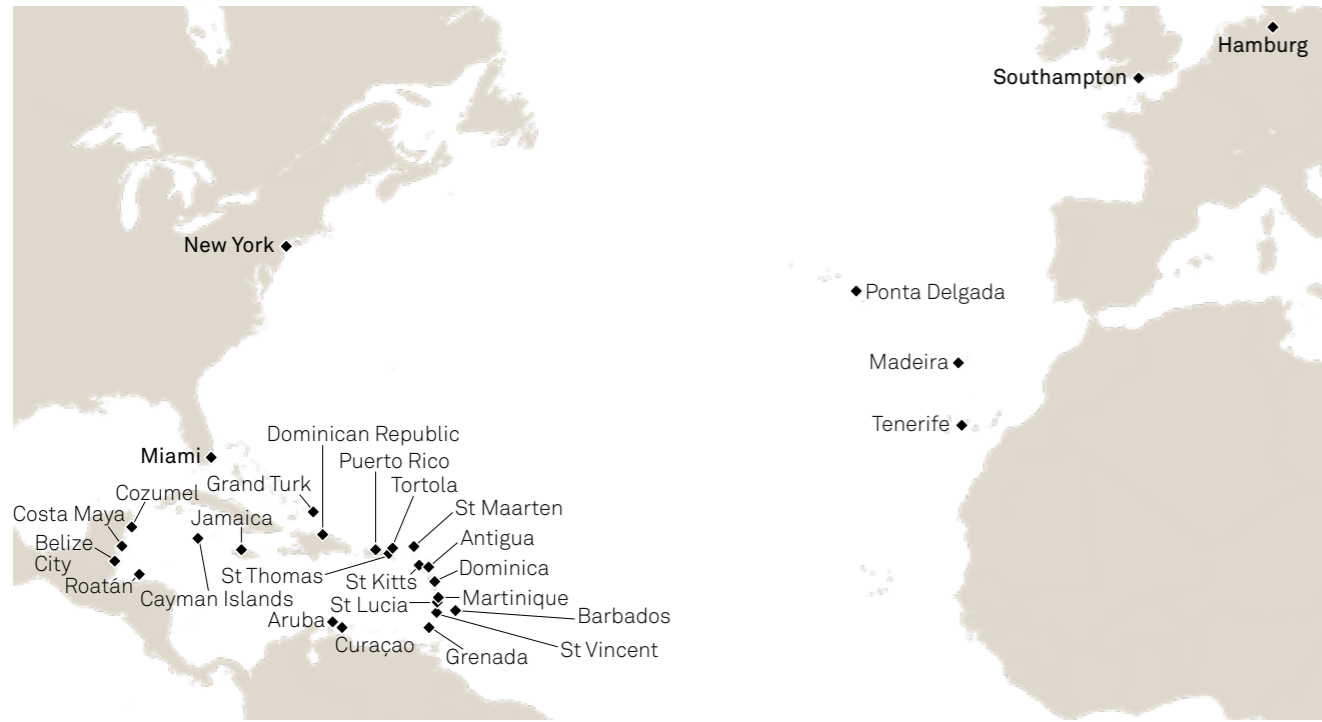 Hamburg
Southampton
New York
Ponta Delgada
Madeira
Tenerife
Dominican Republic
Miami
Puerto Rico
Grand Turk
Tortola
Cozumel
St Maarten
Costa Maya
Jamaica
Antigua
Belize
City
St Thomas
St Kitts
Dominica
Roatán
Cayman Islands
St Lucia
Martinique
Barbados
Aruba
Curaçao
St Vincent
Grenada